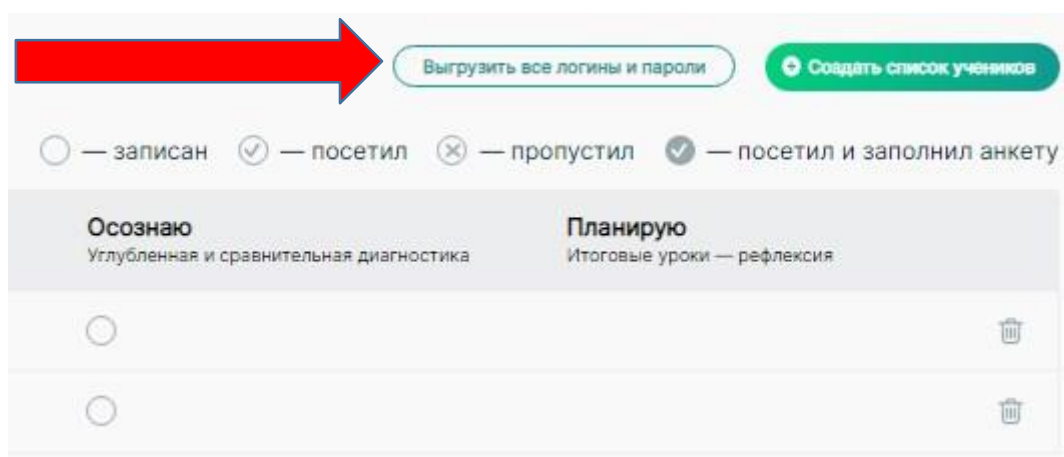 Выгрузить все логины и пароли
Создать список учеников
— записан — посетил — пропустил — посетил и заполнил анкету
Осознаю Планирую
Углубленная и сравнительная диагностика Итоговые уроки — рефлексия